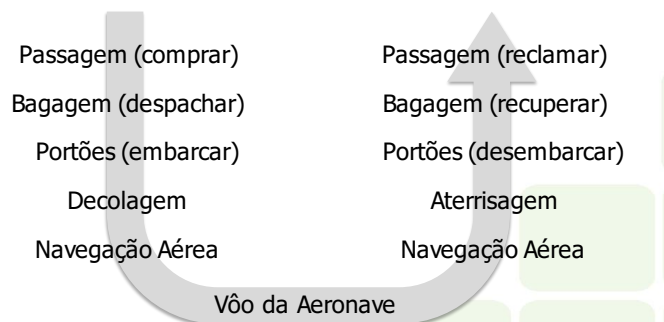 Passagem (comprar)
Passagem (reclamar)
Bagagem (despachar)
Bagagem (recuperar)
Portões (embarcar)
Portões (desembarcar)
Decolagem
Aterrisagem
Navegação Aérea
Navegação Aérea
Vôo da Aeronave